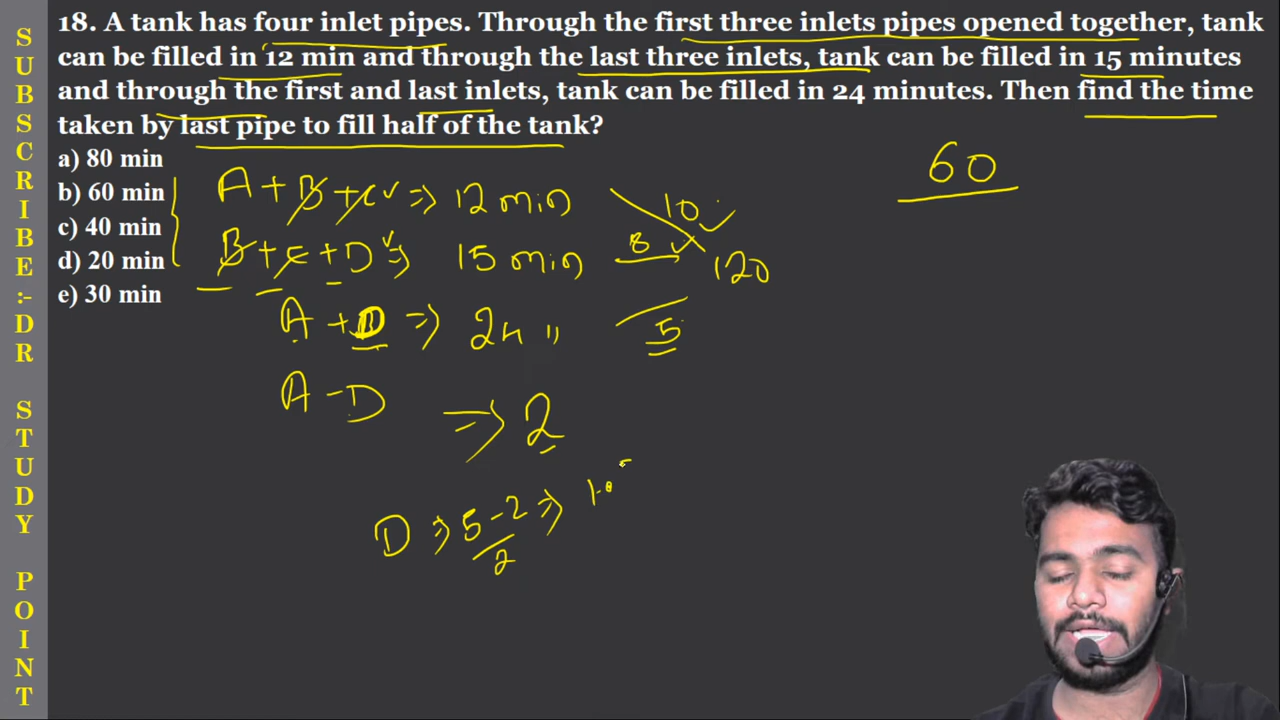 SUBSCRIBE:-DR STUDY POINT
18. A tank has four inlet pipes. Through the first three inlets pipes opened together, tank
can be filled in 12 min and through the last three inlets, tank can be filled in 15 minutes
and through the first and last inlets, tank can be filled in 24 minutes. Then find the time
taken by last pipe to fill half of the tank?
a) 80 min
b) 60 min
c) 40 min
d) 20 min
e) 30 min
60
A + B + C ⇒ 12 min 10
B + C + D ⇒ 15 min 8 120
A + D ⇒ 24 " 5
A - D ⇒ 2
D ⇒ 5-2/2 ⇒